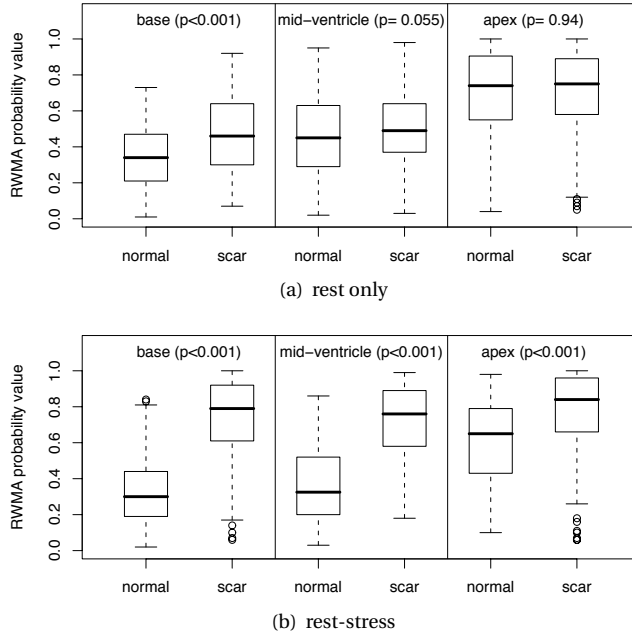 base (p<0.001) mid−ventricle (p= 0.055) apex (p= 0.94)
RWMA probability value
1.0
0.8
0.6
0.4
0.2
0.0
normal scar normal scar normal scar
(a) rest only
base (p<0.001) mid−ventricle (p<0.001) apex (p<0.001)
RWMA probability value
1.0
0.8
0.6
0.4
0.2
0.0
normal scar normal scar normal scar
(b) rest-stress